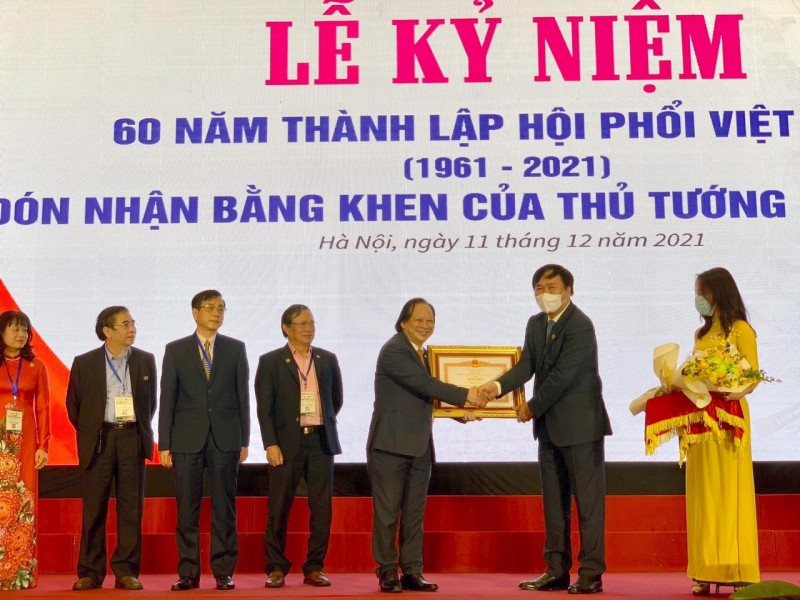 LỄ KỶ NIỆM
60 NĂM THÀNH LẬP HỘI PHỔI VIỆT
(1961 - 2021)
ĐÓN NHẬN BẰNG KHEN CỦA THỦ TƯỚNG
Hà Nội, ngày 11 tháng 12 năm 2021